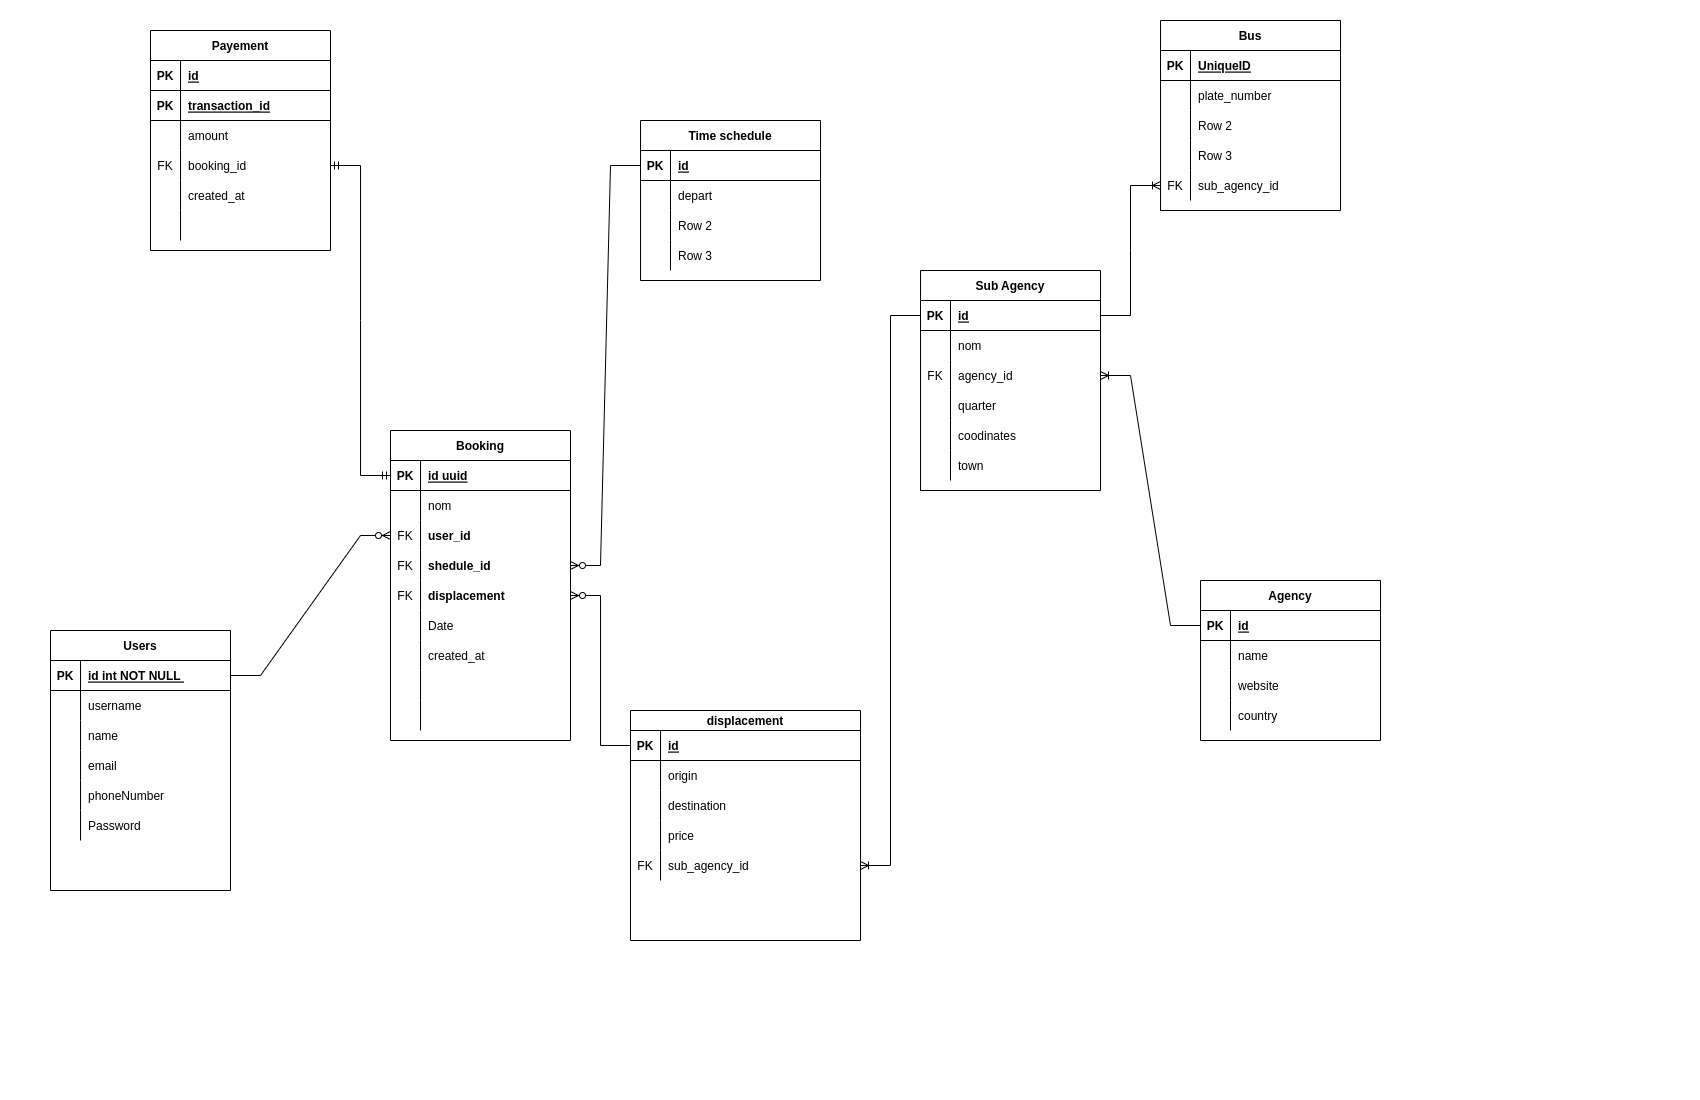 Payement
PK id
PK transaction_id
amount
FK booking_id
created_at
Time schedule
PK id
depart
Row 2
Row 3
Bus
PK UniqueID
plate_number
Row 2
Row 3
FK sub_agency_id
Sub Agency
PK id
nom
FK agency_id
quarter
coodinates
town
Booking
PK id uuid
nom
FK user_id
FK shedule_id
FK displacement
Date
created_at
Agency
PK id
name
website
country
Users
PK id int NOT NULL
username
name
email
phoneNumber
Password
displacement
PK id
origin
destination
price
FK sub_agency_id